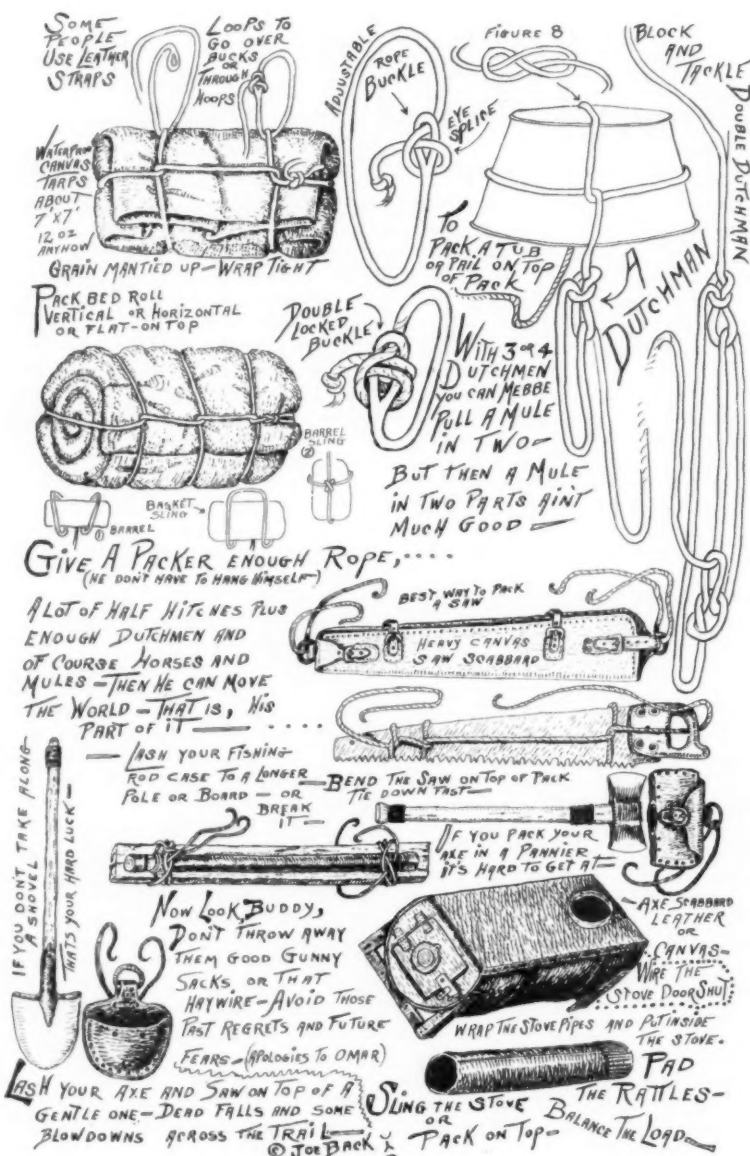 SOME
PEOPLE
USE LEATHER
STRAPS
LOOPS TO
GO OVER
BUCKS
OR
THROUGH
HOOPS
WATERPROOF
CANVAS
TARPS
ABOUT
7'X7'
12 OZ
ANYHOW
GRAIN MANTIED UP — WRAP TIGHT
ADJUSTABLE
ROPE
BUCKLE
EYE
SPLICE
FIGURE 8
BLOCK
AND
TACKLE
DOUBLE DUTCHMAN
TO
PACK A TUB
OR PAIL ON TOP
OF PACK
A
DUTCHMAN
PACK BED ROLL
VERTICAL OR HORIZONTAL
OR FLAT-ON TOP
DOUBLE
LOCKED
BUCKLE
WITH 3 OR 4
DUTCHMEN
YOU CAN MEBBE
PULL A MULE
IN TWO —
BUT THEN A MULE
IN TWO PARTS AINT
MUCH GOOD —
BARREL
SLING
②
① BARREL
BASKET
SLING
GIVE A PACKER ENOUGH ROPE, ....
(HE DON'T HAVE TO HANG HIMSELF—)
A LOT OF HALF HITCHES PLUS
ENOUGH DUTCHMEN AND
OF COURSE HORSES AND
MULES — THEN HE CAN MOVE
THE WORLD — THAT IS, HIS
PART OF IT — ....
BEST WAY TO PACK
A SAW
HEAVY CANVAS
SAW SCABBARD
— LASH YOUR FISHING
ROD CASE TO A LONGER
POLE OR BOARD — OR
BREAK
IT —
— BEND THE SAW ON TOP OF PACK
TIE DOWN FAST —
IF YOU DON'T TAKE ALONG
A SHOVEL
THATS YOUR HARD LUCK —
IF YOU PACK YOUR
AXE IN A PANNIER
IT'S HARD TO GET AT —
— AXE SCABBARD
LEATHER
OR
CANVAS —
NOW LOOK, BUDDY,
DON'T THROW AWAY
THEM GOOD GUNNY
SACKS, OR THAT
HAYWIRE — AVOID THOSE
PAST REGRETS AND FUTURE
FEARS — (APOLOGIES TO OMAR)
WIRE THE
STOVE DOOR SHUT
WRAP THE STOVE PIPES AND PUT INSIDE
THE STOVE.
LASH YOUR AXE AND SAW ON TOP OF A
GENTLE ONE — DEAD FALLS AND SOME
BLOWDOWNS ACROSS THE TRAIL —
SLING THE STOVE
OR
PACK ON TOP —
PAD
THE RATTLES —
BALANCE THE LOAD —
© JOE BACK